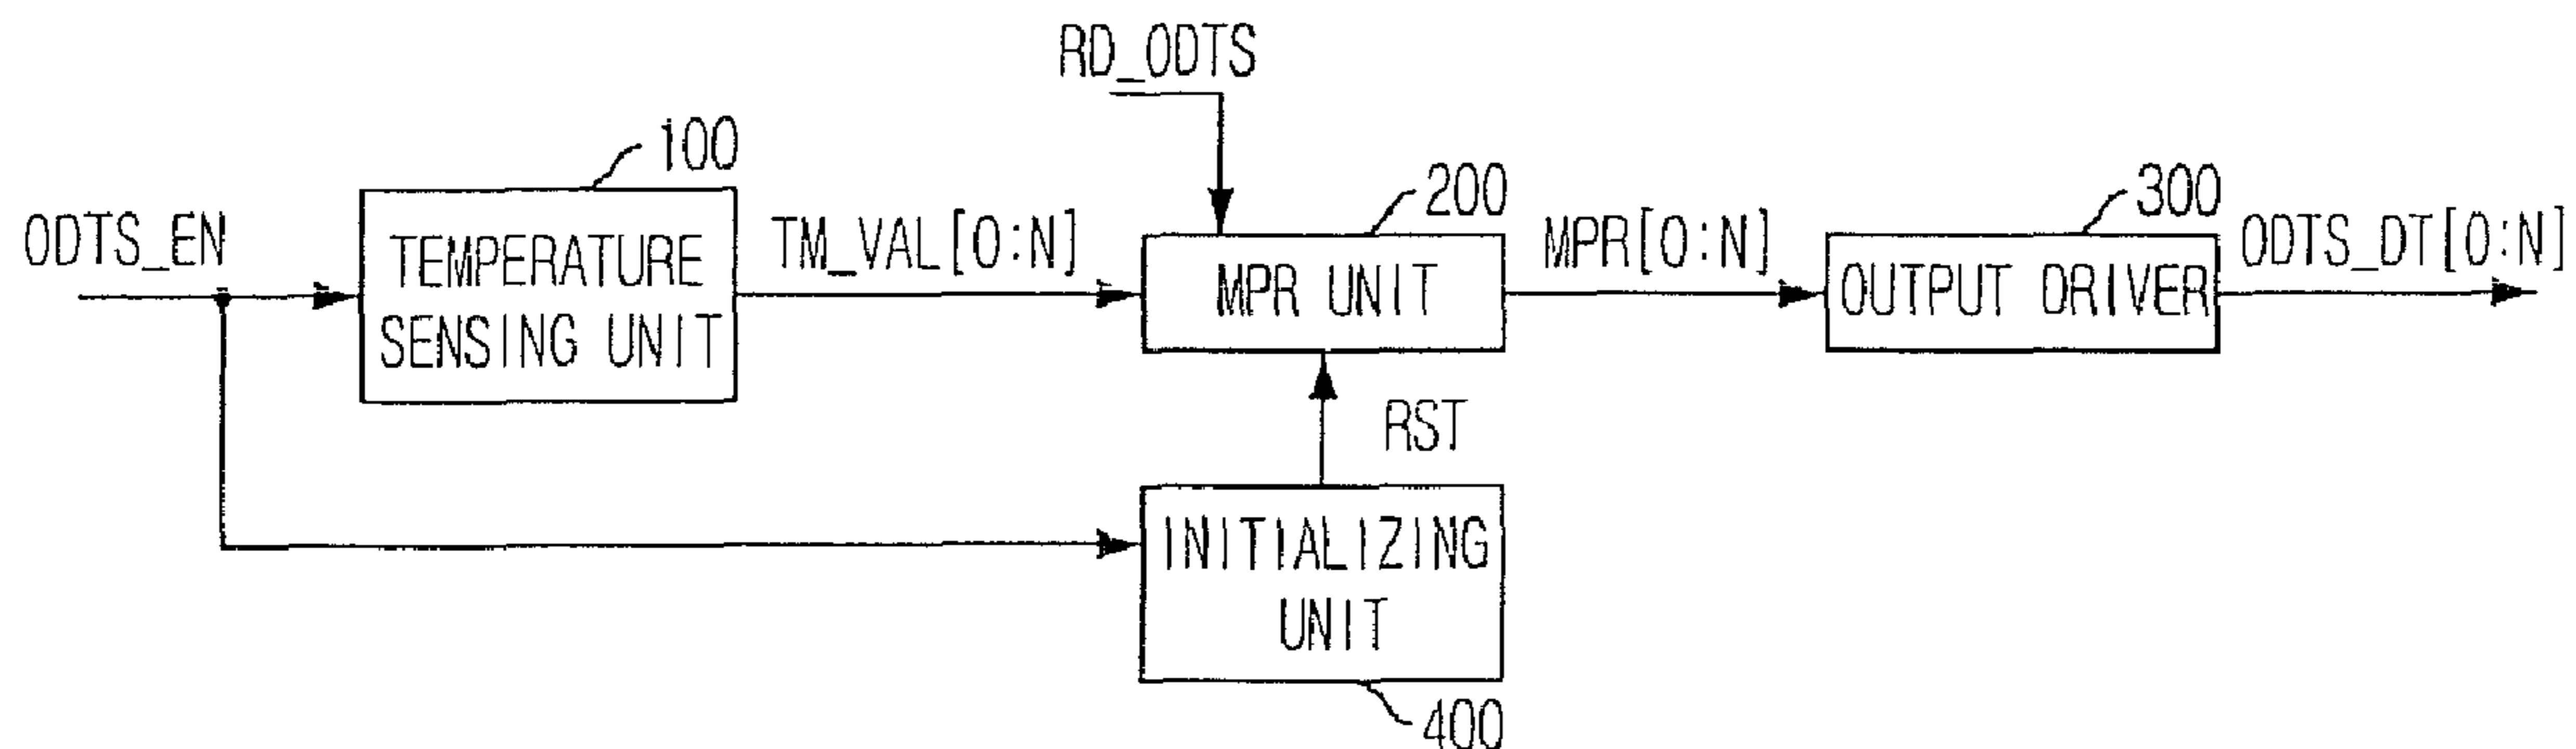 RD_ODTS
100
200
300
ODTS_EN
TEMPERATURE
SENSING UNIT
TM_VAL[0:N]
MPR UNIT
MPR[0:N]
OUTPUT DRIVER
ODTS_DT[0:N]
RST
INITIALIZING
UNIT
400